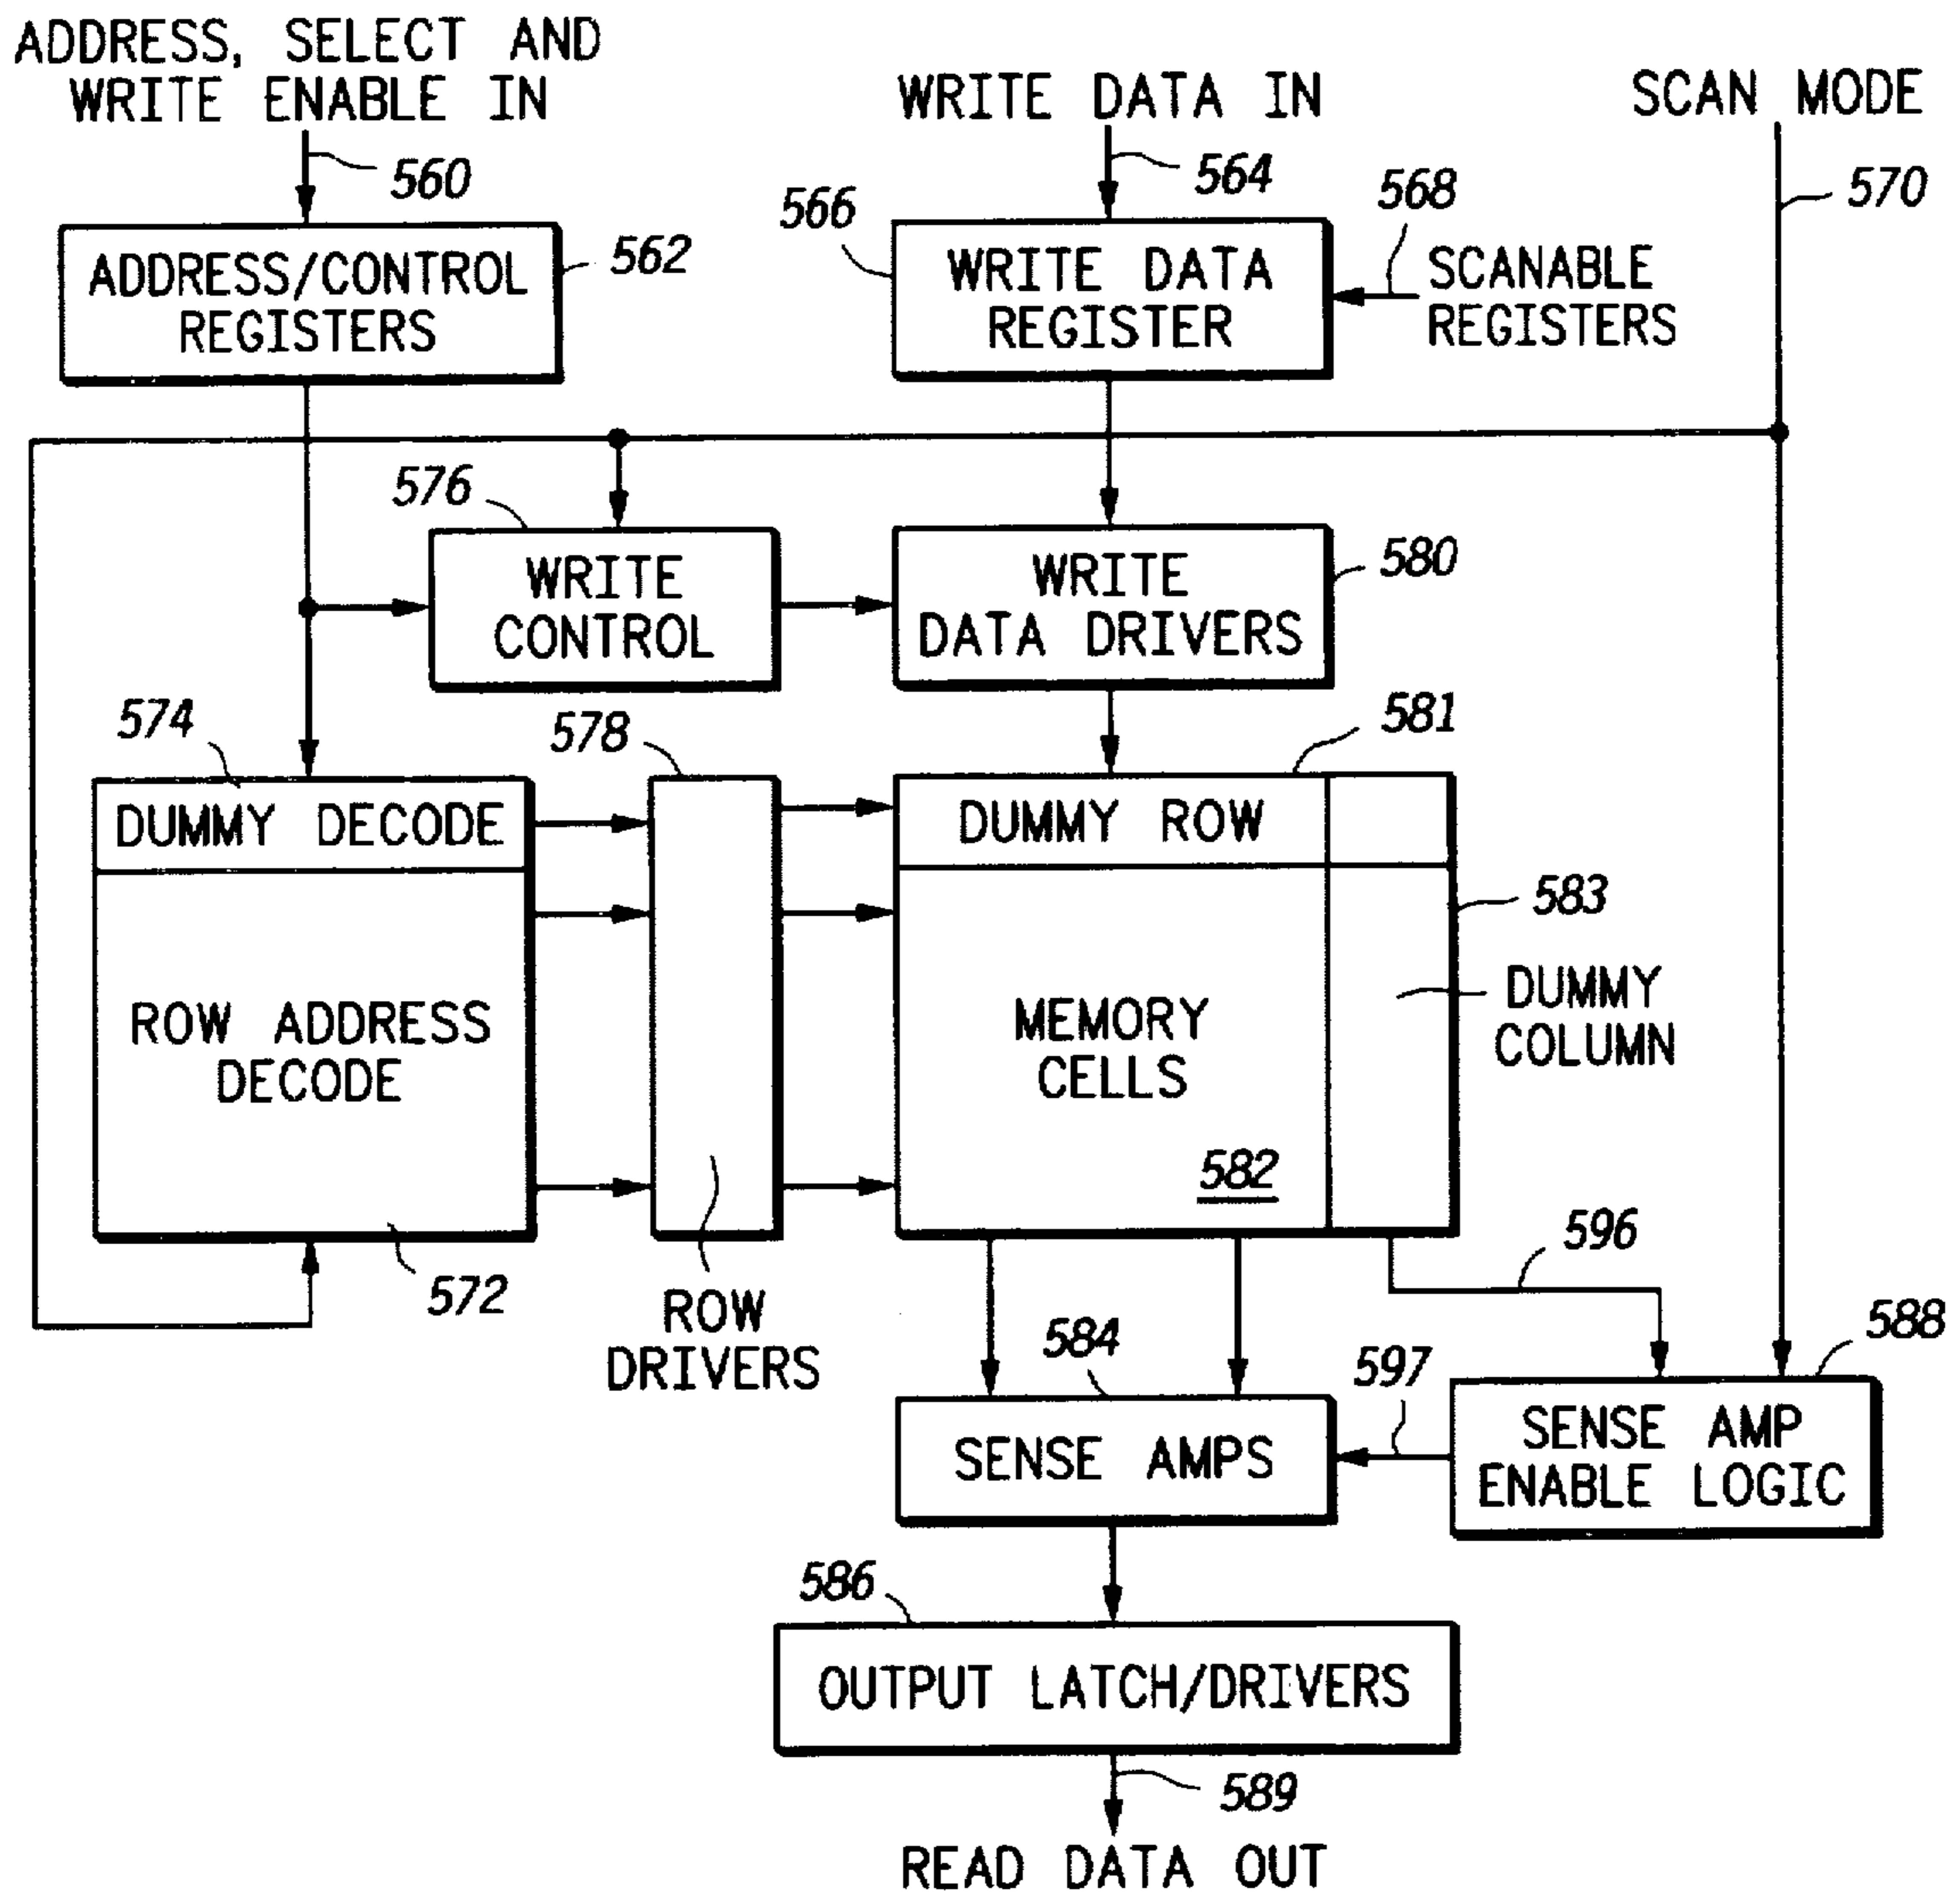 ADDRESS, SELECT AND
WRITE ENABLE IN
WRITE DATA IN
SCAN MODE
560
564
568
570
566
562
ADDRESS/CONTROL
REGISTERS
WRITE DATA
REGISTER
SCANABLE
REGISTERS
576
WRITE
CONTROL
WRITE
DATA DRIVERS
580
574
578
581
DUMMY DECODE
DUMMY ROW
583
ROW ADDRESS
DECODE
MEMORY
CELLS
DUMMY
COLUMN
582
572
596
ROW
DRIVERS
584
597
588
SENSE AMPS
SENSE AMP
ENABLE LOGIC
586
OUTPUT LATCH/DRIVERS
589
READ DATA OUT